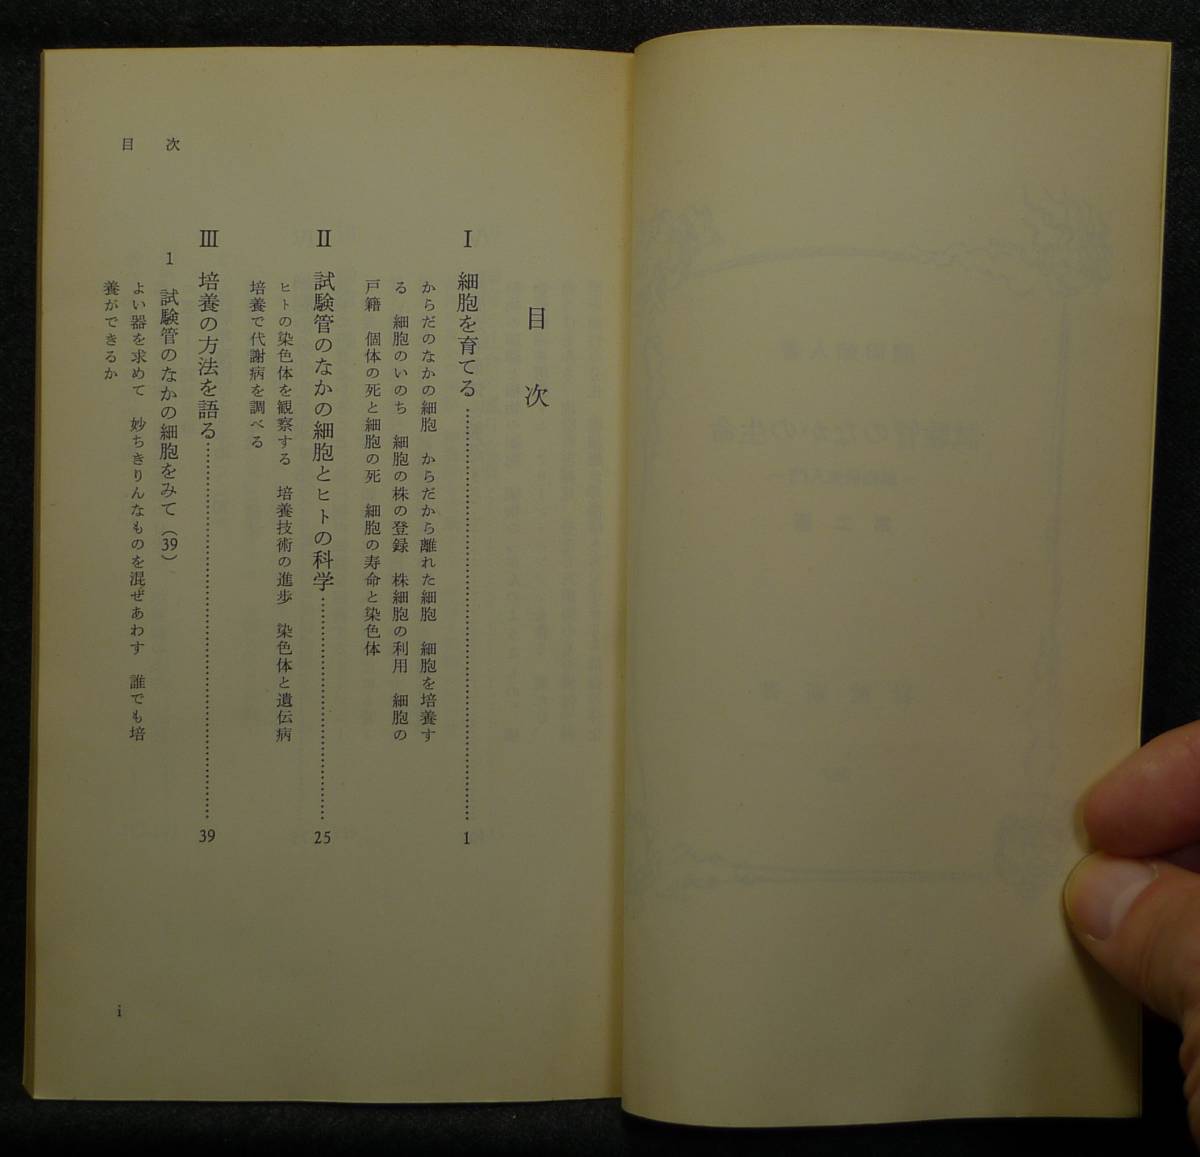 目次
Ⅰ 細胞を育てる…………………………1
からだのなかの細胞 からだから離れた細胞 細胞を培養す
る 細胞のいのち 細胞の株の登録 株細胞の利用 細胞の
戸籍 個体の死と細胞の死 細胞の寿命と染色体
Ⅱ 試験管のなかの細胞とヒトの科学…………………………25
ヒトの染色体を観察する 培養技術の進歩 染色体と遺伝病
培養で代謝病を調べる
Ⅲ 培養の方法を語る…………………………39
1 試験管のなかの細胞をみて（39）
よい器を求めて 妙ちきりんなものを混ぜあわす 誰でも培
養ができるか
目次
i